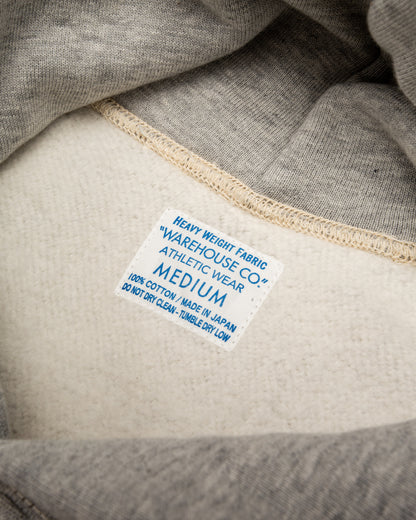 HEAVY WEIGHT FABRIC
"WAREHOUSE CO."
ATHLETIC WEAR
MEDIUM
100% COTTON / MADE IN JAPAN
DO NOT DRY CLEAN - TUMBLE DRY LOW